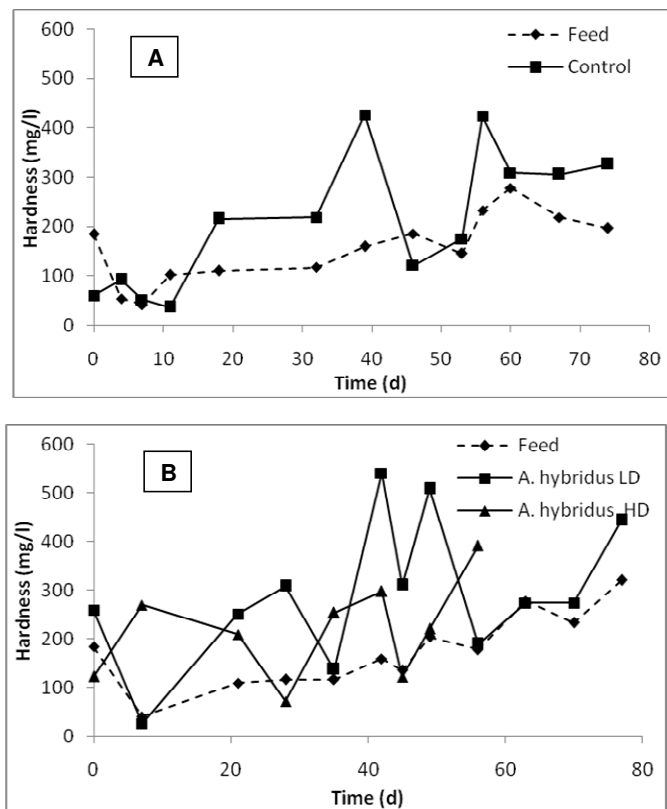 A
Feed
Control
Hardness (mg/l)
600
500
400
300
200
100
0
0 10 20 30 40 50 60 70 80
Time (d)
B
Feed
A. hybridus LD
A. hybridus HD
Hardness (mg/l)
600
500
400
300
200
100
0
0 20 40 60 80
Time (d)